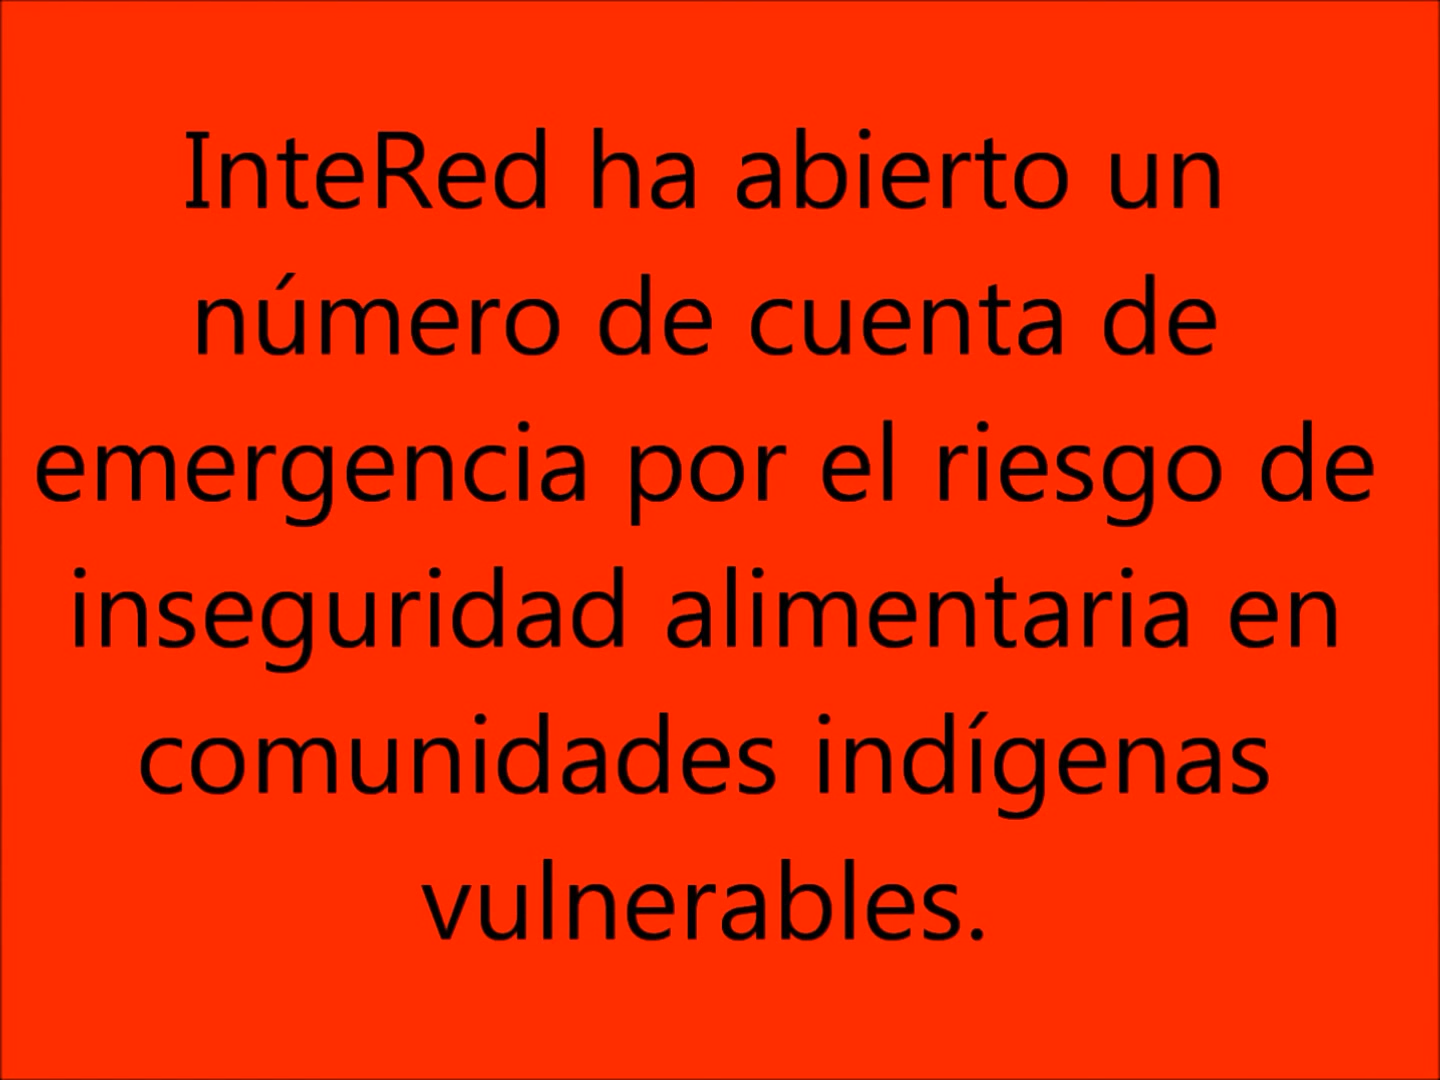 InteRed ha abierto un
número de cuenta de
emergencia por el riesgo de
inseguridad alimentaria en
comunidades indígenas
vulnerables.